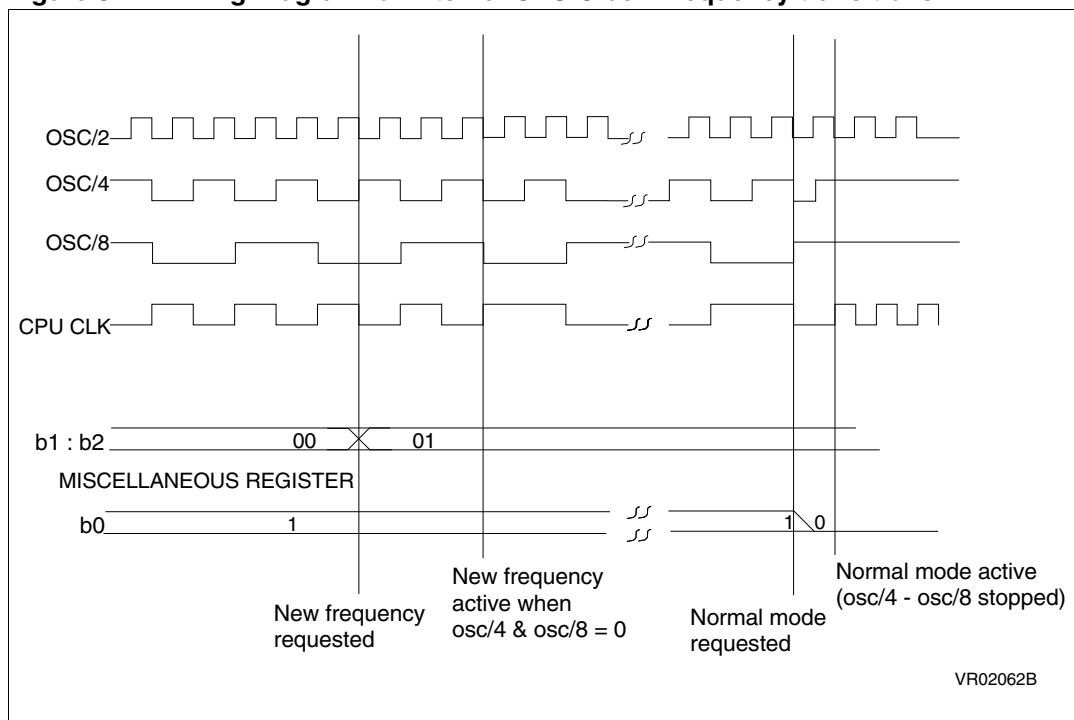 OSC/2
OSC/4
OSC/8
CPU CLK
b1 : b2
00
01
MISCELLANEOUS REGISTER
b0
1
1
0
New frequency
requested
New frequency
active when
osc/4 & osc/8 = 0
Normal mode
requested
Normal mode active
(osc/4 - osc/8 stopped)
VR02062B